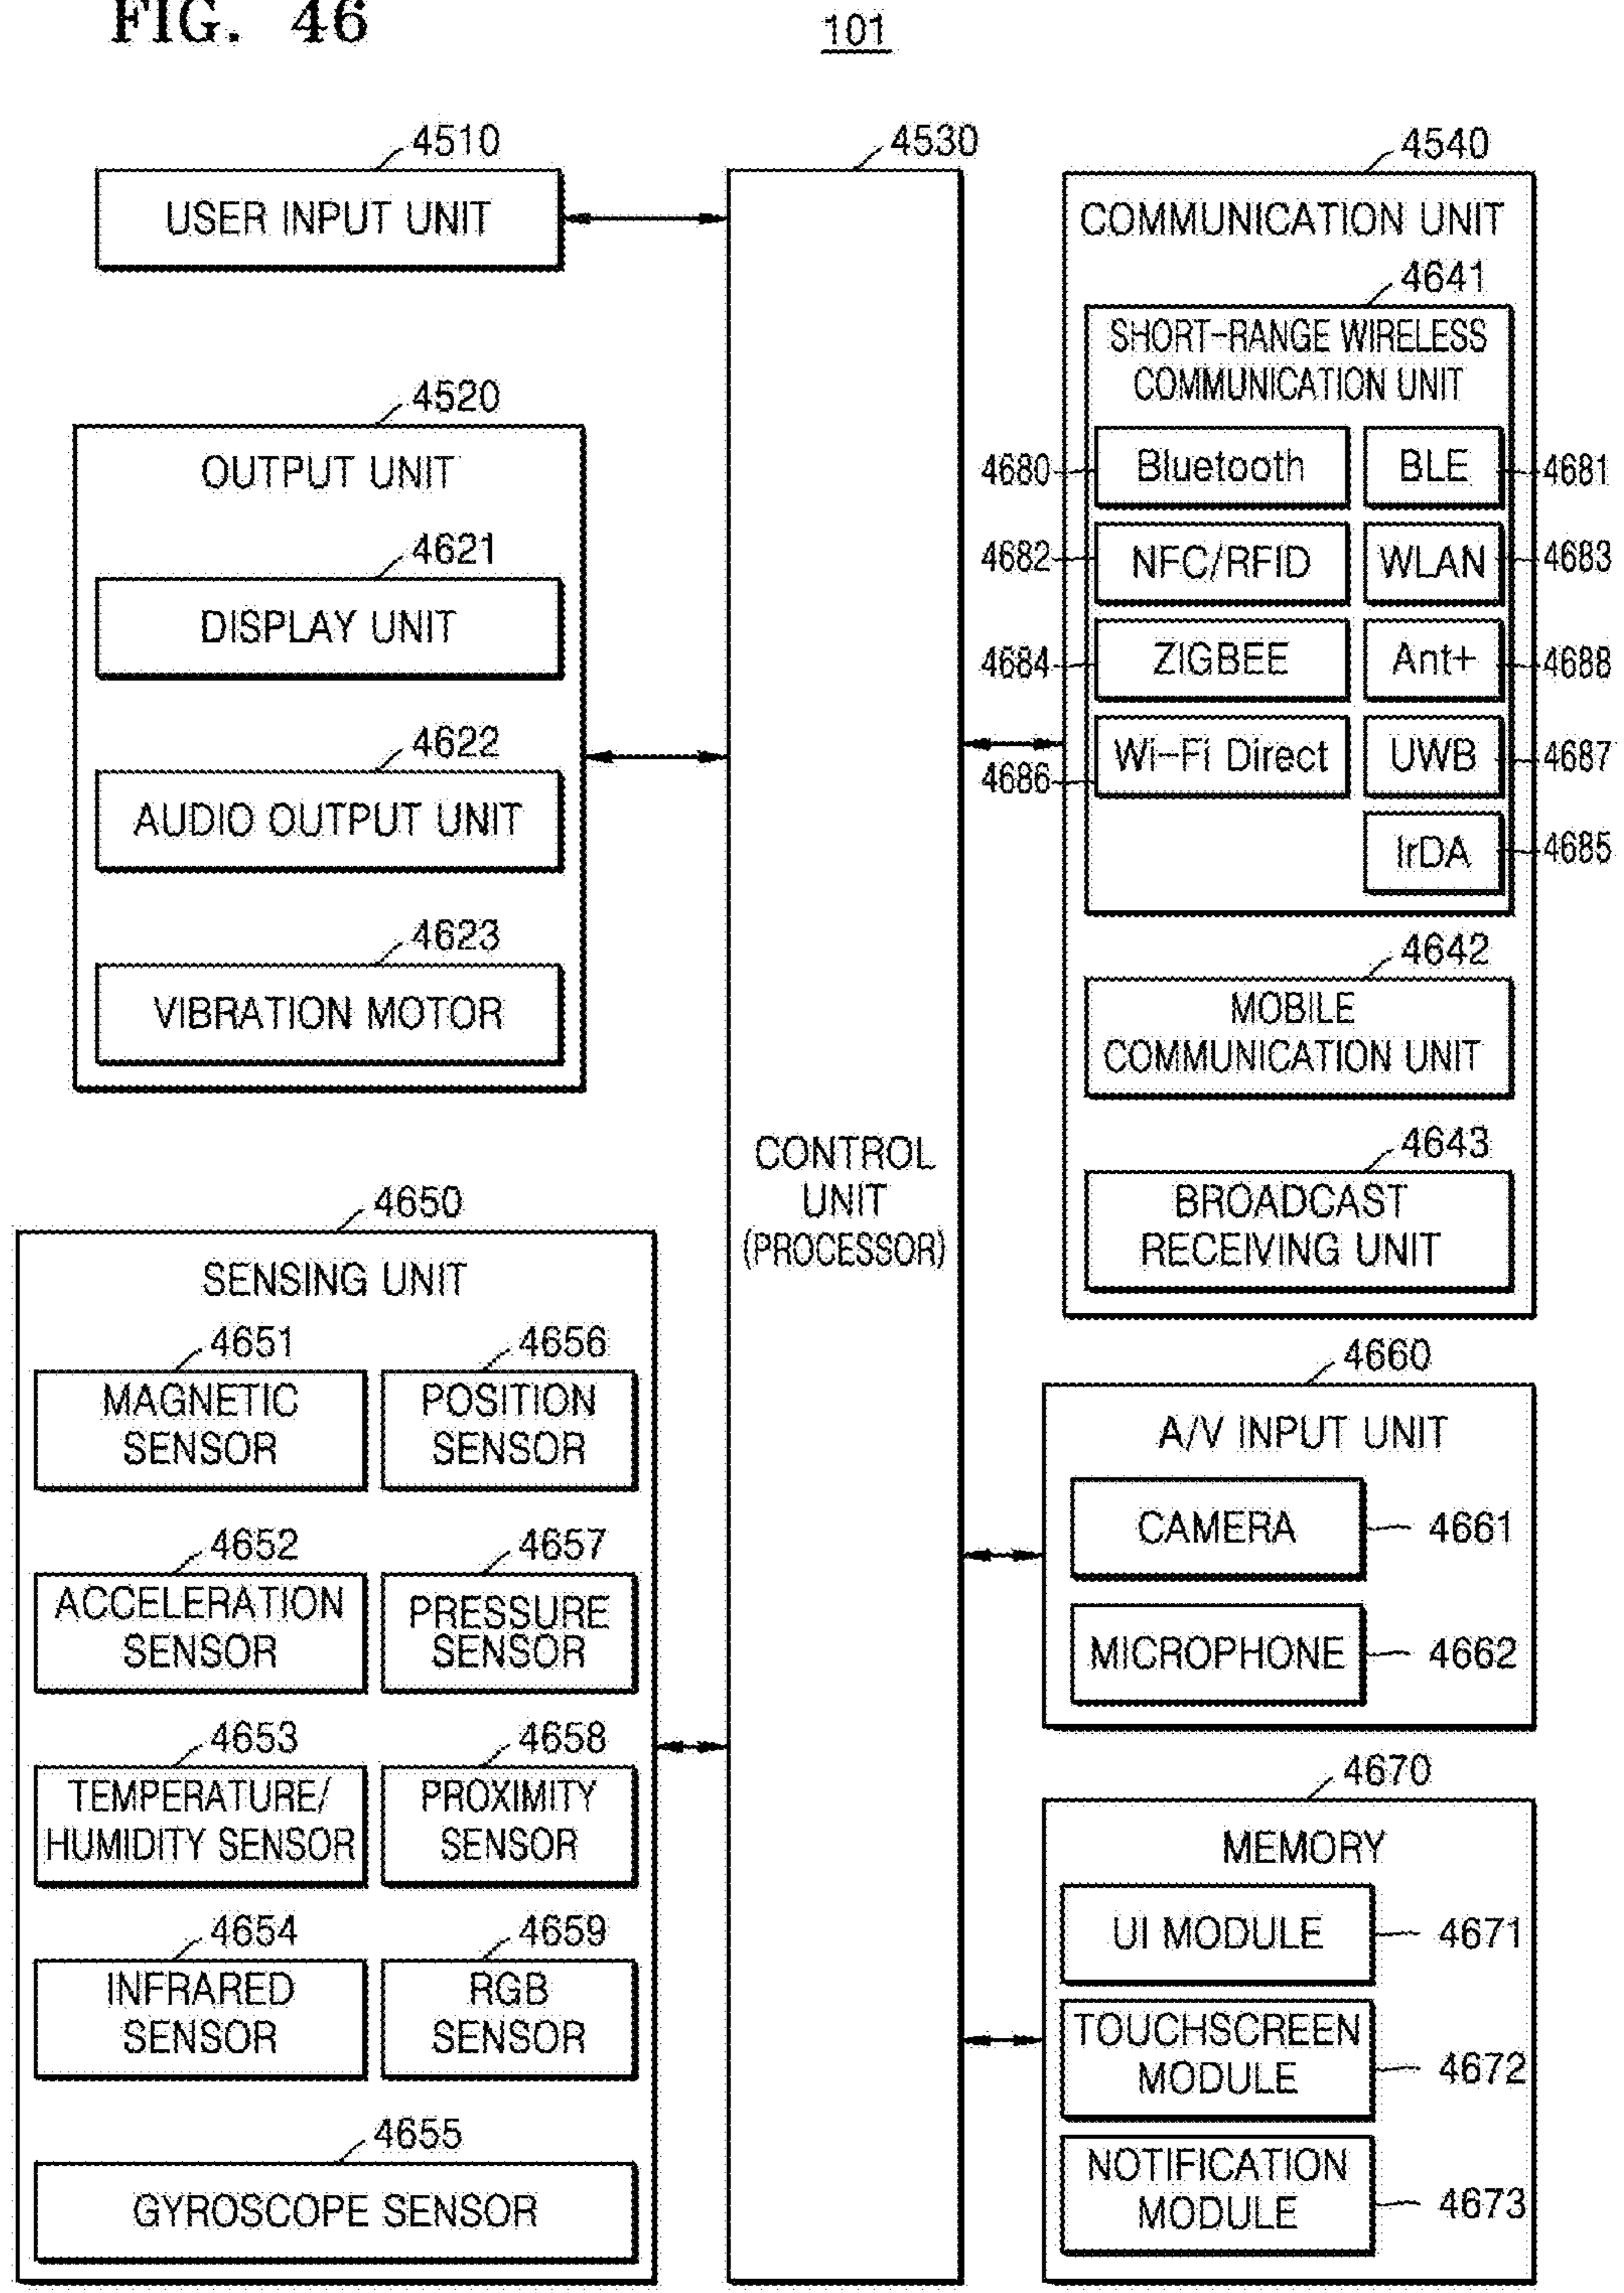 FIG. 46
101
4510
USER INPUT UNIT
4520
OUTPUT UNIT
4621
DISPLAY UNIT
4622
AUDIO OUTPUT UNIT
4623
VIBRATION MOTOR
4650
SENSING UNIT
4651
MAGNETIC
SENSOR
4656
POSITION
SENSOR
4652
ACCELERATION
SENSOR
4657
PRESSURE
SENSOR
4653
TEMPERATURE/
HUMIDITY SENSOR
4658
PROXIMITY
SENSOR
4654
INFRARED
SENSOR
4659
RGB
SENSOR
4655
GYROSCOPE SENSOR
4530
CONTROL
UNIT
(PROCESSOR)
4540
COMMUNICATION UNIT
4641
SHORT-RANGE WIRELESS
COMMUNICATION UNIT
4680 Bluetooth BLE 4681
4682 NFC/RFID WLAN 4683
4684 ZIGBEE Ant+ 4688
4686 Wi-Fi Direct UWB 4687
IrDA 4685
4642
MOBILE
COMMUNICATION UNIT
4643
BROADCAST
RECEIVING UNIT
4660
A/V INPUT UNIT
CAMERA 4661
MICROPHONE 4662
4670
MEMORY
UI MODULE 4671
TOUCHSCREEN
MODULE 4672
NOTIFICATION
MODULE 4673